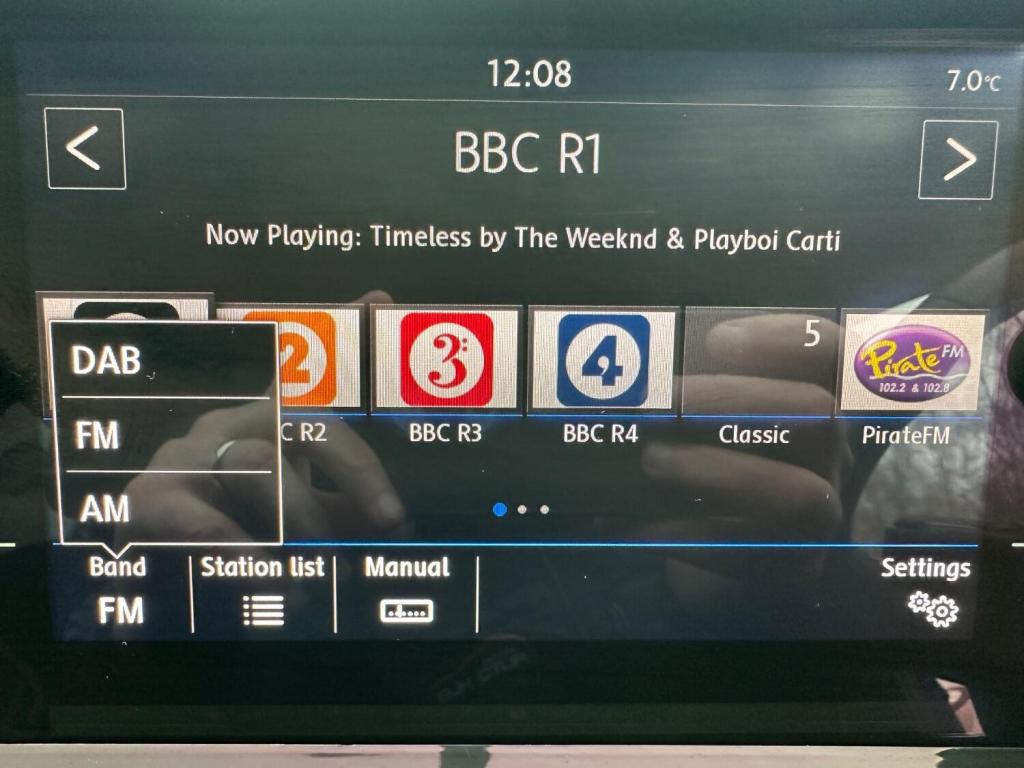 12:08
7.0°C
<
BBC R1
>
Now Playing: Timeless by The Weeknd & Playboi Carti
2
3
4
5
Pirate FM
102.2 & 102.8
C R2
BBC R3
BBC R4
Classic
PirateFM
DAB
FM
AM
Band
FM
Station list
Manual
Settings